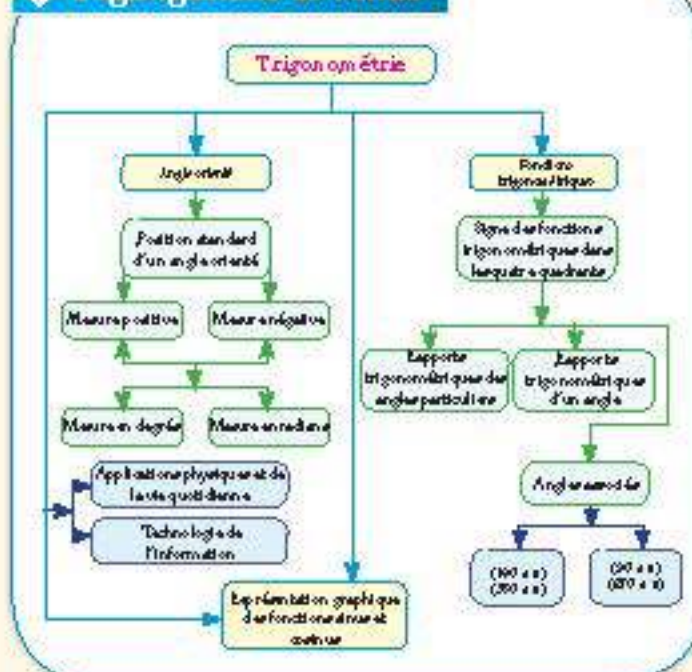 Trigonométrie
Angle orienté
Fonctions
trigonométriques
Position standard
d'un angle orienté
Signe des fonctions
trigonométriques dans
les quatre quadrants
Mesure positive
Mesure négative
Rapports
trigonométriques des
angles particuliers
Rapports
trigonométriques
d'un angle
Mesure en degrés
Mesure en radians
Applications physiques et de
la vie quotidienne
Angles associés
Technologie de
l'information
Représentation graphique
des fonctions sinus et
cosinus